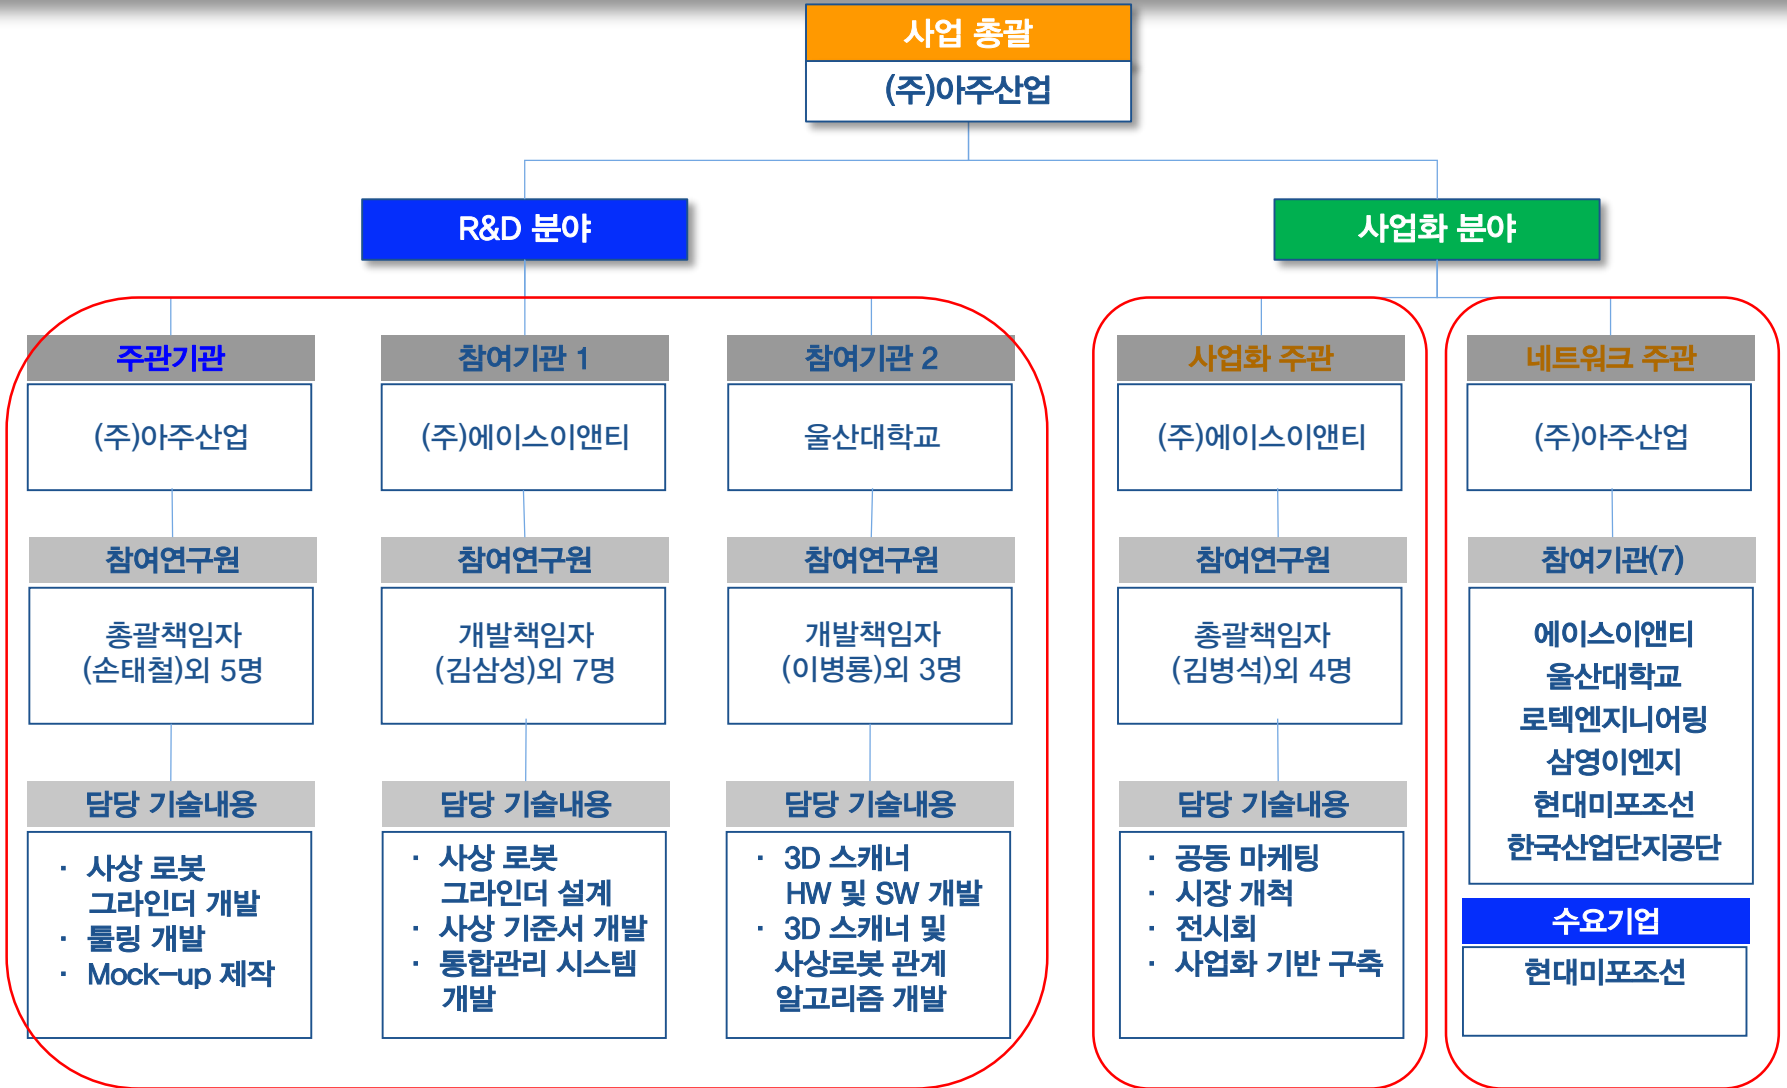 사업 총괄
(주)아주산업
R&D 분야
사업화 분야
주관기관
(주)아주산업
참여연구원
총괄책임자
(손태철)외 5명
담당 기술내용
· 사상 로봇
그라인더 개발
· 툴링 개발
· Mock-up 제작
참여기관 1
(주)에이스이앤티
참여연구원
개발책임자
(김삼성)외 7명
담당 기술내용
· 사상 로봇
그라인더 설계
· 사상 기준서 개발
· 통합관리 시스템
개발
참여기관 2
울산대학교
참여연구원
개발책임자
(이병룡)외 3명
담당 기술내용
· 3D 스캐너
HW 및 SW 개발
· 3D 스캐너 및
사상로봇 관계
알고리즘 개발
사업화 주관
(주)에이스이앤티
참여연구원
총괄책임자
(김병석)외 4명
담당 기술내용
· 공동 마케팅
· 시장 개척
· 전시회
· 사업화 기반 구축
네트워크 주관
(주)아주산업
참여기관(7)
에이스이앤티
울산대학교
로텍엔지니어링
삼영이엔지
현대미포조선
한국산업단지공단
수요기업
현대미포조선